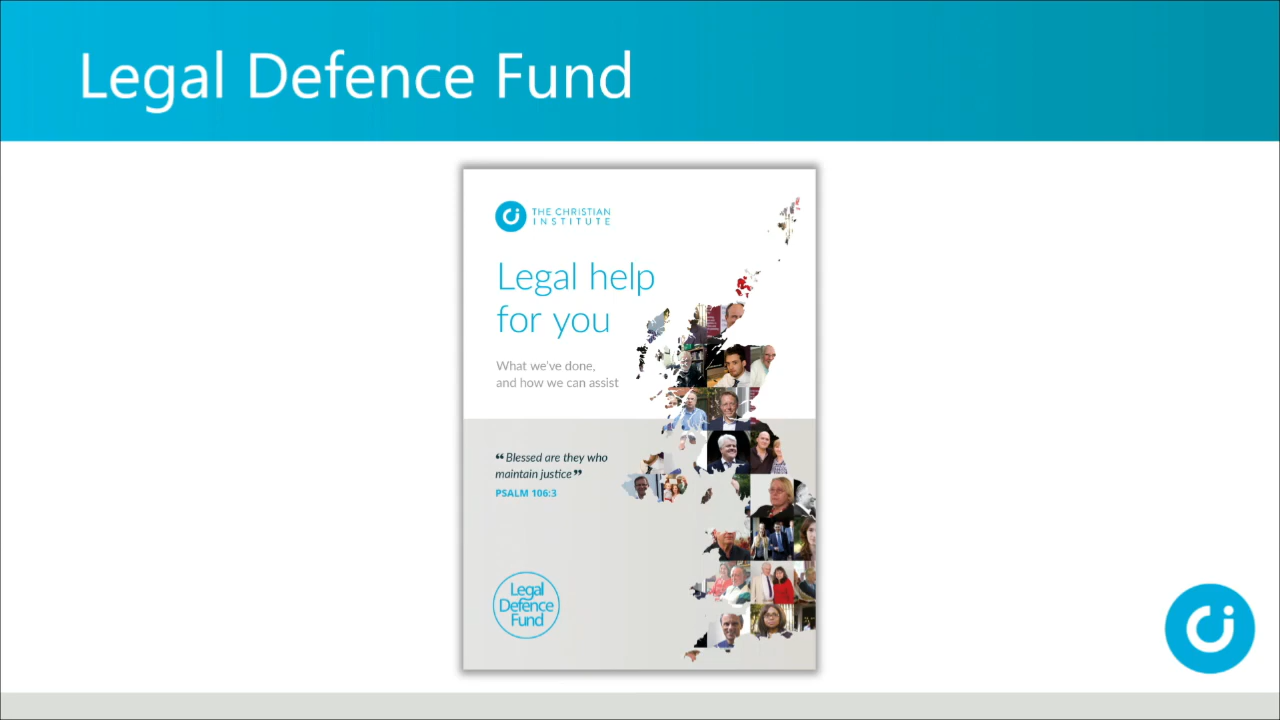 Legal Defence Fund
THE CHRISTIAN
INSTITUTE
Legal help
for you
What we've done,
and how we can assist
“Blessed are they who
maintain justice”
PSALM 106:3
Legal
Defence
Fund